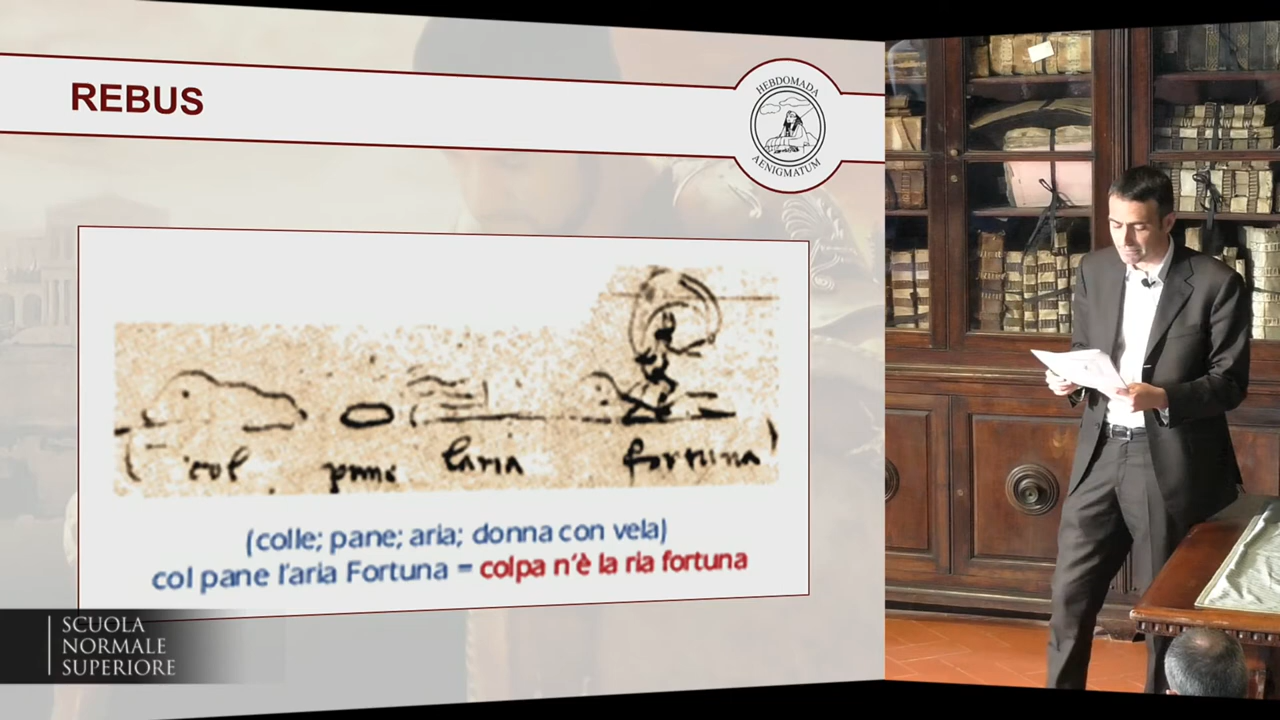 REBUS
HEBDOMADA
AENIGMATUM
col pane laria fortuna
(colle; pane; aria; donna con vela)
col pane l'aria Fortuna = colpa n'è la ria fortuna
SCUOLA
NORMALE
SUPERIORE